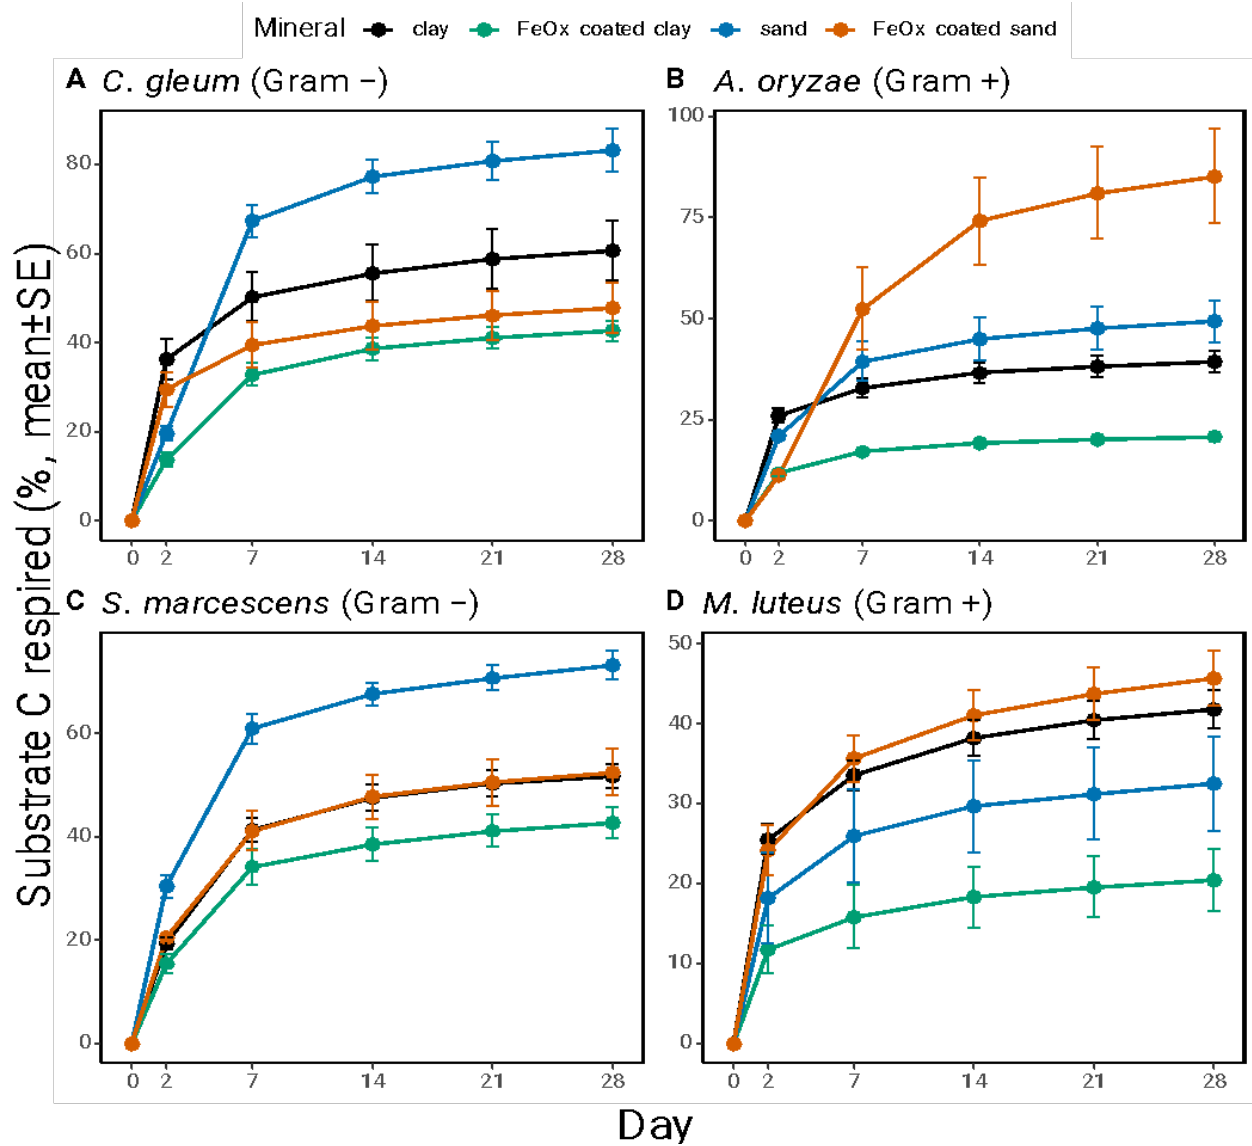 Mineral clay FeOx coated clay sand FeOx coated sand
A C. gleum (Gram −)
B A. oryzae (Gram +)
80
60
40
20
0
0 2 7 14 21 28
100
75
50
25
0
0 2 7 14 21 28
Substrate C respired (%, mean±SE)
C S. marcescens (Gram −)
D M. luteus (Gram +)
60
40
20
0
0 2 7 14 21 28
50
40
30
20
10
0
0 2 7 14 21 28
Day